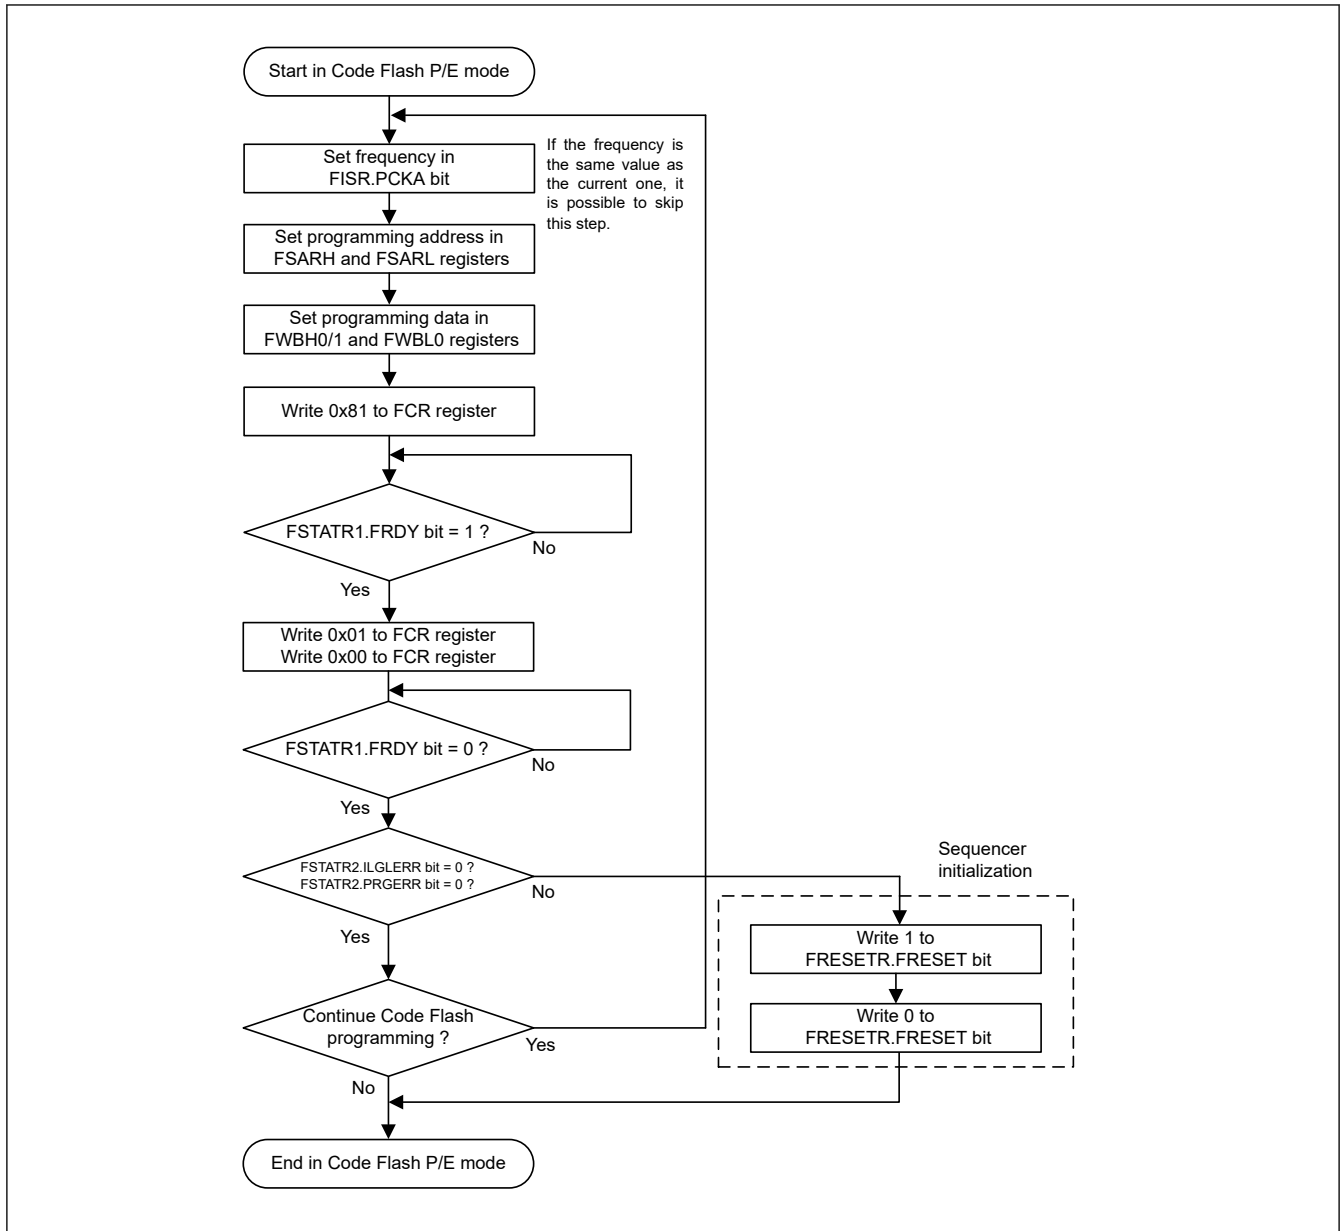 Start in Code Flash P/E mode
If the frequency is
the same value as
the current one, it
is possible to skip
this step.
Set frequency in
FISR.PCKA bit
Set programming address in
FSARH and FSARL registers
Set programming data in
FWBH0/1 and FWBL0 registers
Write 0x81 to FCR register
FSTATR1.FRDY bit = 1 ?
No
Yes
Write 0x01 to FCR register
Write 0x00 to FCR register
FSTATR1.FRDY bit = 0 ?
No
Yes
FSTATR2.ILGLERR bit = 0 ?
FSTATR2.PRGERR bit = 0 ?
No
Yes
Sequencer
initialization
Write 1 to
FRESETR.FRESET bit
Write 0 to
FRESETR.FRESET bit
Continue Code Flash
programming ?
Yes
No
End in Code Flash P/E mode